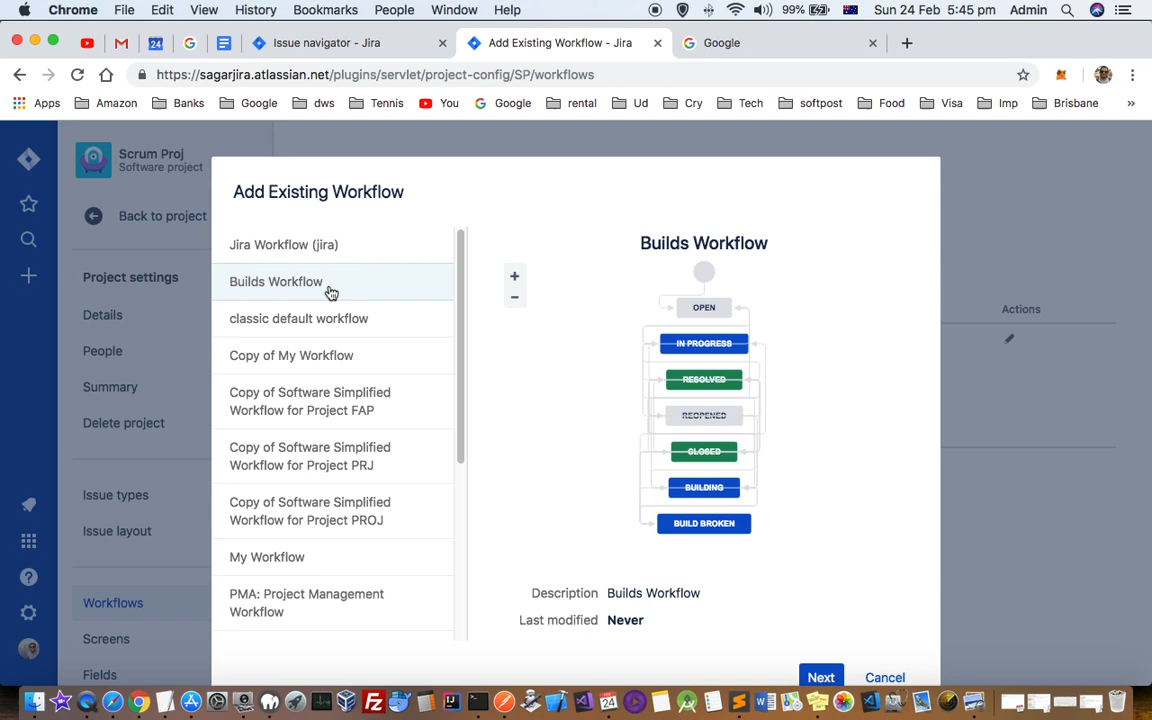 Chrome File Edit View History Bookmarks People Window Help 99% Sun 24 Feb 5:45 pm Admin
24 Issue navigator - Jira Add Existing Workflow - Jira Google
https://sagarjira.atlassian.net/plugins/servlet/project-config/SP/workflows
Apps Amazon Banks Google dws Tennis You Google rental Ud Cry Tech softpost Food Visa Imp Brisbane »
Scrum Proj
Software project
Back to project
Project settings
Details
People
Summary
Delete project
Issue types
Issue layout
Workflows
Screens
Fields
Add Existing Workflow
Jira Workflow (jira)
Builds Workflow
classic default workflow
Copy of My Workflow
Copy of Software Simplified
Workflow for Project FAP
Copy of Software Simplified
Workflow for Project PRJ
Copy of Software Simplified
Workflow for Project PROJ
My Workflow
PMA: Project Management
Workflow
+
-
Builds Workflow
OPEN
IN PROGRESS
RESOLVED
REOPENED
CLOSED
BUILDING
BUILD BROKEN
Description Builds Workflow
Last modified Never
Next Cancel
Actions
24